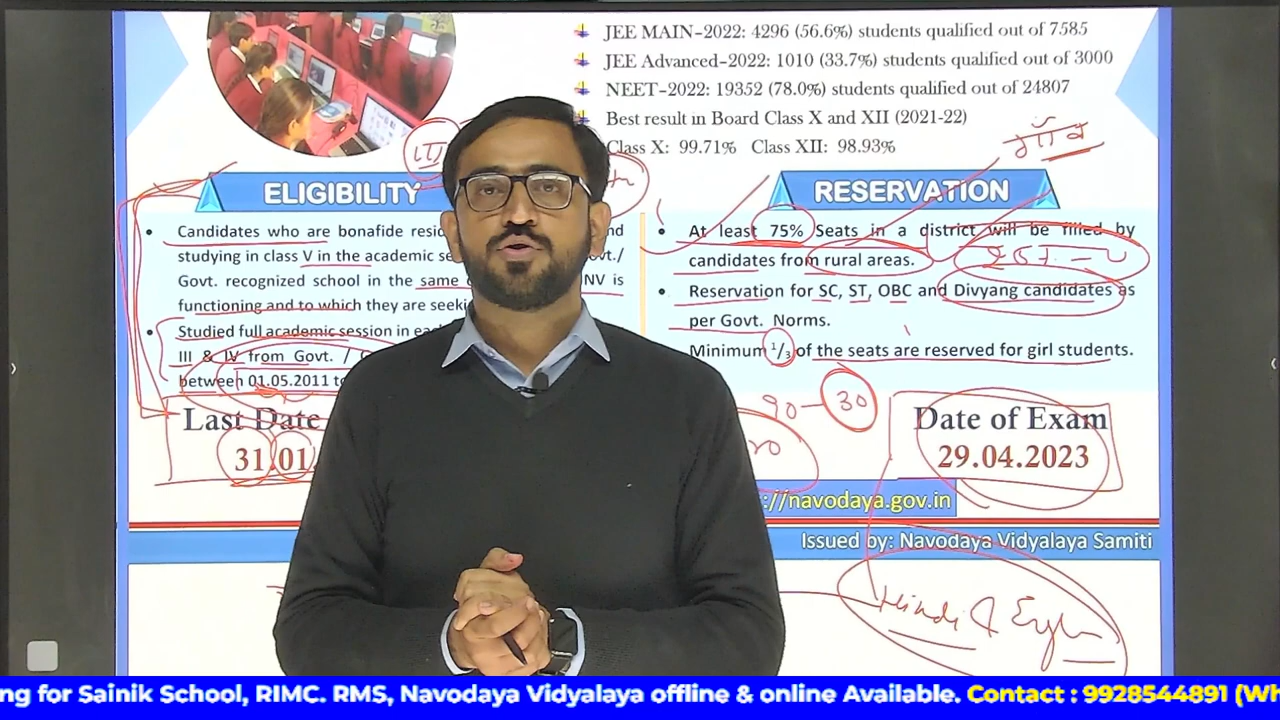 JEE MAIN-2022: 4296 (56.6%) students qualified out of 7585
JEE Advanced-2022: 1010 (33.7%) students qualified out of 3000
NEET-2022: 19352 (78.0%) students qualified out of 24807
Best result in Board Class X and XII (2021-22)
Class X: 99.71% Class XII: 98.93%
गाँव
ELIGIBILITY
Candidates who are bonafide
studying in class V in the academic
Govt. recognized school in the same NV is
functioning and to which they are
Studied full academic session in
III & IV from Govt. /
between 01.05.2011
Last Date
31.01
RESERVATION
At least 75% Seats in a district will be filled by
candidates from rural areas.
Reservation for SC, ST, OBC and Divyang candidates as
per Govt. Norms.
Minimum 1/3 of the seats are reserved for girl students.
90-30
Date of Exam
29.04.2023
://navodaya.gov.in
Issued by: Navodaya Vidyalaya Samiti
Hindi &
ng for Sainik School, RIMC. RMS, Navodaya Vidyalaya offline & online Available. Contact : 9928544891 (Wh